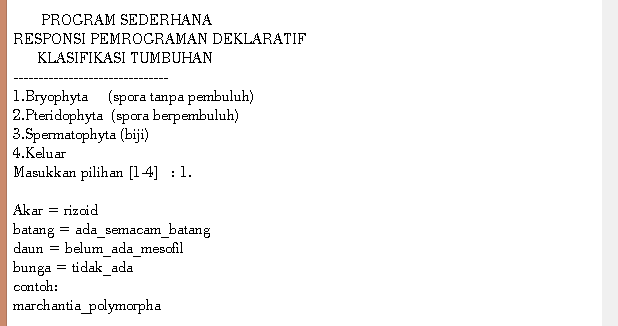 PROGRAM SEDERHANA
RESPONSI PEMROGRAMAN DEKLARATIF
KLASIFIKASI TUMBUHAN
-------------------------------
1.Bryophyta (spora tanpa pembuluh)
2.Pteridophyta (spora berpembuluh)
3.Spermatophyta (biji)
4.Keluar
Masukkan pilihan [1-4] : 1.
Akar = rizoid
batang = ada_semacam_batang
daun = belum_ada_mesofil
bunga = tidak_ada
contoh:
marchantia_polymorpha